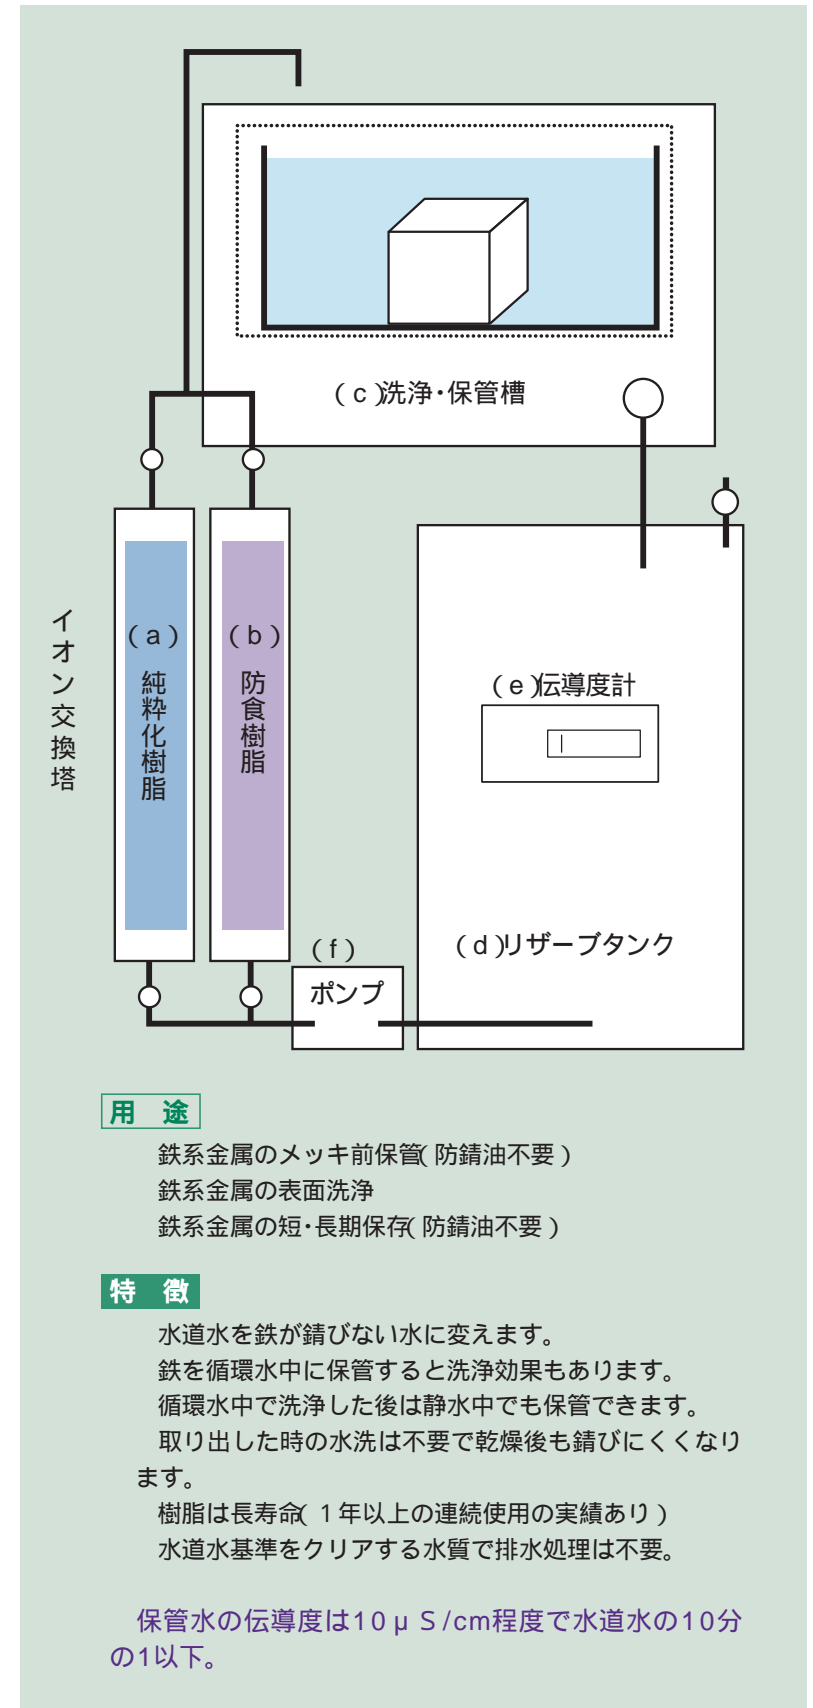 (c)洗浄・保管槽
イオン交換塔
(a)
純粋化樹脂
(b)
防食樹脂
(e)伝導度計
(d)リザーブタンク
(f)
ポンプ
用 途
鉄系金属のメッキ前保管(防錆油不要)
鉄系金属の表面洗浄
鉄系金属の短・長期保存(防錆油不要)
特 徴
水道水を鉄が錆びない水に変えます。
鉄を循環水中に保管すると洗浄効果もあります。
循環水中で洗浄した後は静水中でも保管できます。
取り出した時の水洗は不要で乾燥後も錆びにくくなり
ます。
樹脂は長寿命(1年以上の連続使用の実績あり)
水道水基準をクリアする水質で排水処理は不要。
保管水の伝導度は10μS/cm程度で水道水の10分
の1以下。